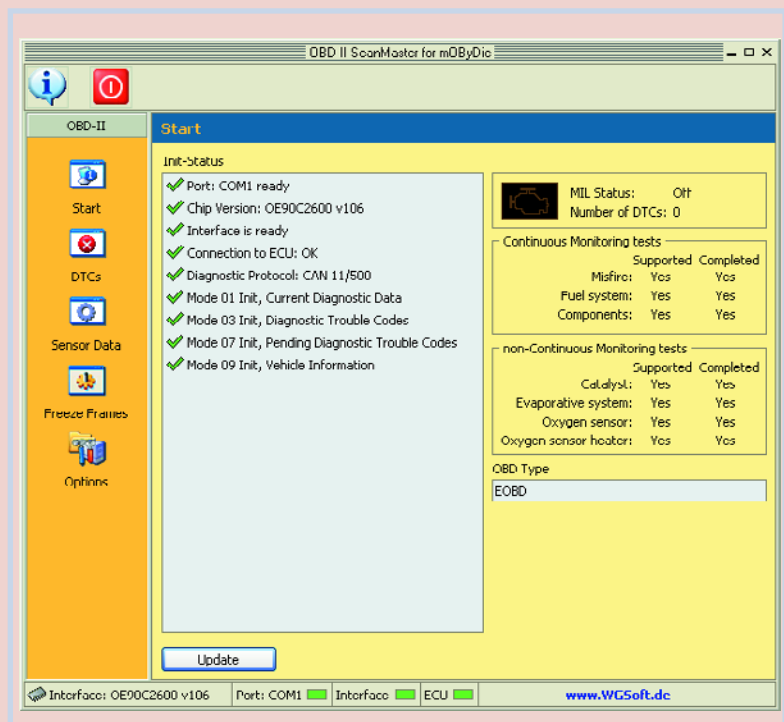 OBD II ScanMaster for mOByDic
OBD-II
Start
DTCs
Sensor Data
Freeze Frames
Options
Start
Init-Status
Port: COM1 ready
Chip Version: OE90C2600 v106
Interface is ready
Connection to ECU: OK
Diagnostic Protocol: CAN 11/500
Mode 01 Init, Current Diagnostic Data
Mode 03 Init, Diagnostic Trouble Codes
Mode 07 Init, Pending Diagnostic Trouble Codes
Mode 09 Init, Vehicle Information
Update
MIL Status: Off
Number of DTCs: 0
Continuous Monitoring tests
Supported Completed
Misfire: Yes Yes
Fuel system: Yes Yes
Components: Yes Yes
non-Continuous Monitoring tests
Supported Completed
Catalyst: Yes Yes
Evaporative system: Yes Yes
Oxygen sensor: Yes Yes
Oxygen sensor heater: Yes Yes
OBD Type
EOBD
Interface: OE90C2600 v106 Port: COM1 Interface ECU www.WGSoft.de